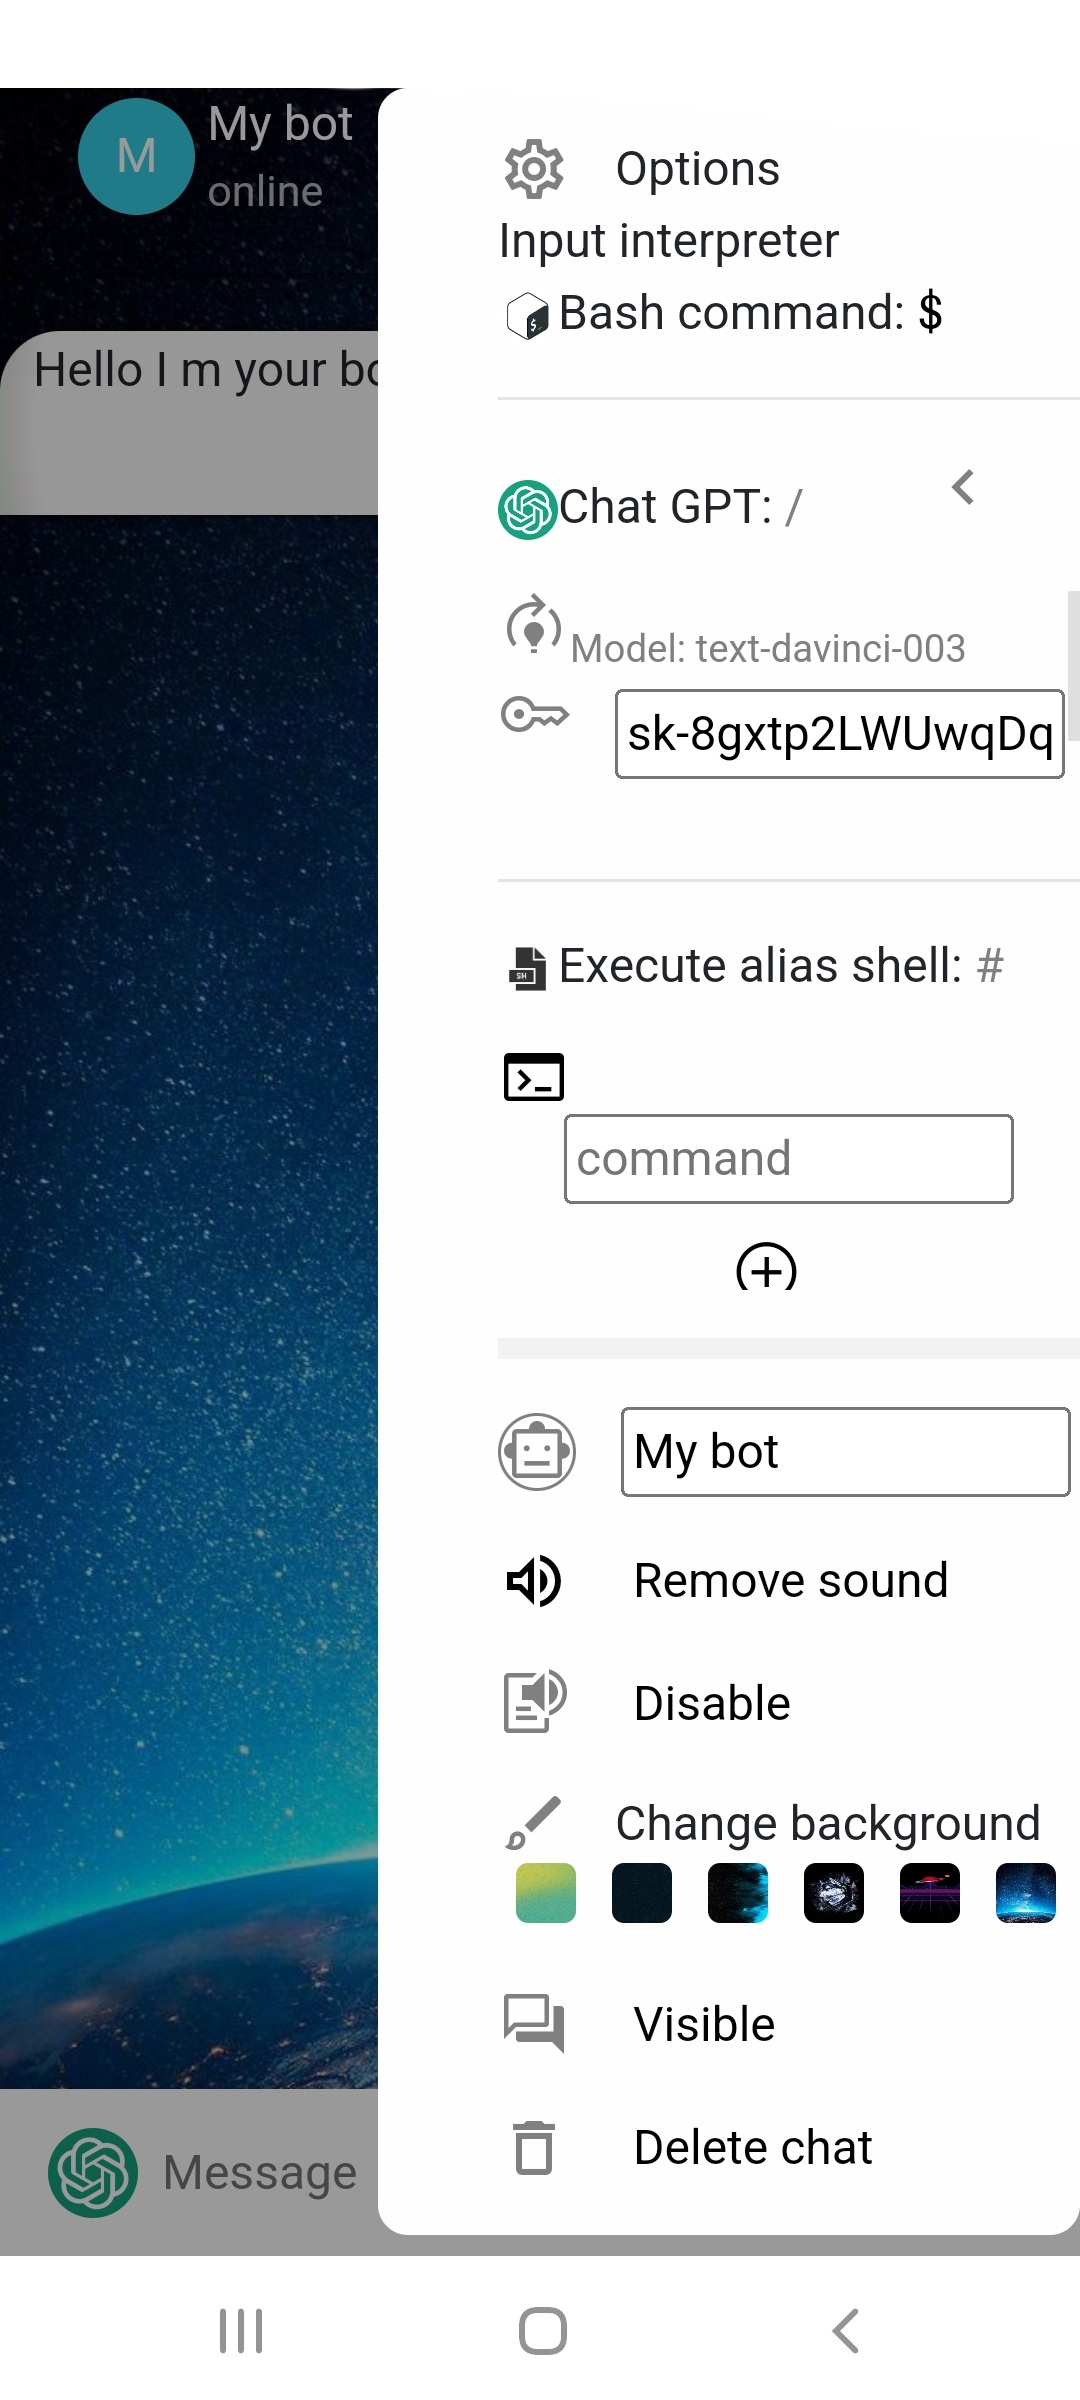 M
My bot
online
Hello I m your
Options
Input interpreter
Bash command: $
Chat GPT: /
Model: text-davinci-003
sk-8gxtp2LWUwqDq
Execute alias shell: #
SH
command
My bot
Remove sound
Disable
Change background
Visible
Delete chat
Message